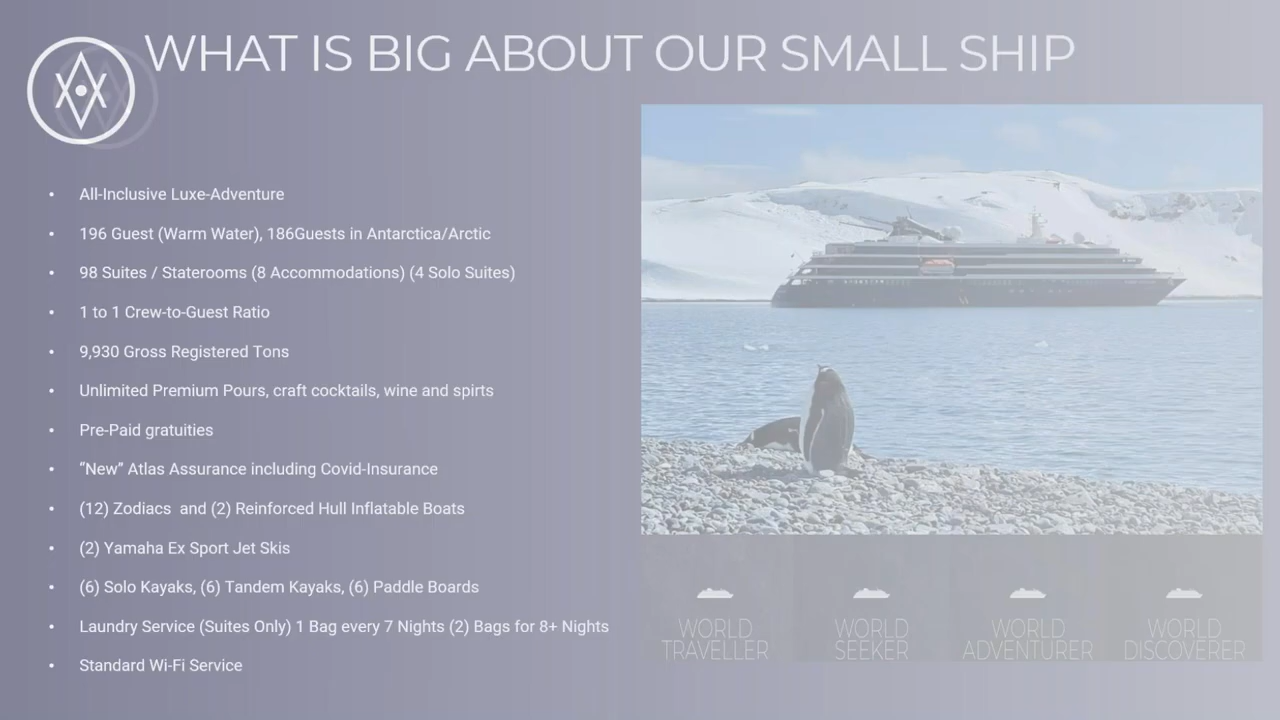 WHAT IS BIG ABOUT OUR SMALL SHIP
• All-Inclusive Luxe-Adventure
• 196 Guest (Warm Water), 186Guests in Antarctica/Arctic
• 98 Suites / Staterooms (8 Accommodations) (4 Solo Suites)
• 1 to 1 Crew-to-Guest Ratio
• 9,930 Gross Registered Tons
• Unlimited Premium Pours, craft cocktails, wine and spirts
• Pre-Paid gratuities
• “New” Atlas Assurance including Covid-Insurance
• (12) Zodiacs and (2) Reinforced Hull Inflatable Boats
• (2) Yamaha Ex Sport Jet Skis
• (6) Solo Kayaks, (6) Tandem Kayaks, (6) Paddle Boards
• Laundry Service (Suites Only) 1 Bag every 7 Nights (2) Bags for 8+ Nights
• Standard Wi-Fi Service
WORLD
TRAVELLER
WORLD
SEEKER
WORLD
ADVENTURER
WORLD
DISCOVERER